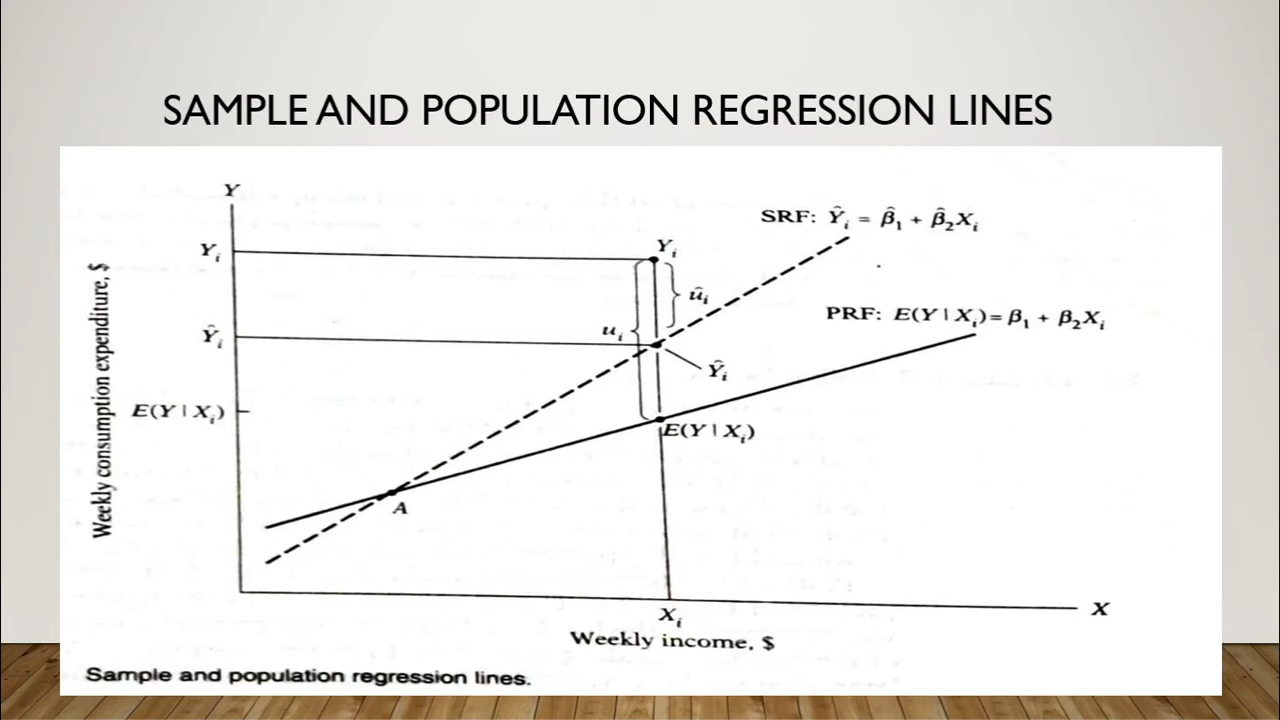 SAMPLE AND POPULATION REGRESSION LINES
Y
SRF: Ŷᵢ = β̂₁ + β̂₂Xᵢ
Yᵢ
Yᵢ
ûᵢ
PRF: E(Y | Xᵢ)= β₁ + β₂Xᵢ
uᵢ
Ŷᵢ
Ŷᵢ
E(Y | Xᵢ)
E(Y | Xᵢ)
Weekly consumption expenditure, $
A
X
Xᵢ
Weekly income, $
Sample and population regression lines.